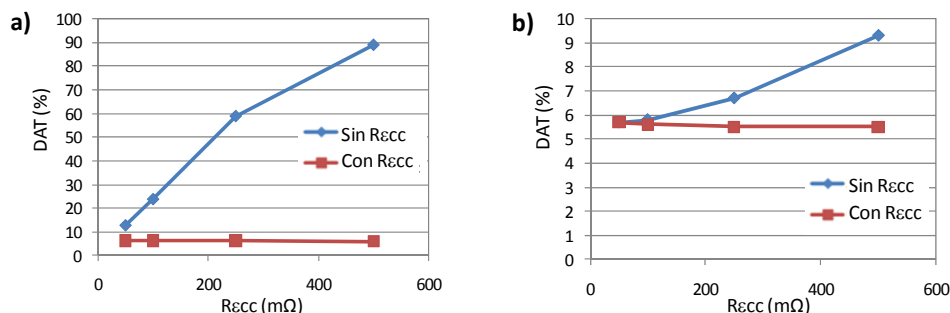 a)
100
90
80
70
60
50
40
30
20
10
0
DAT (%)
Sin Rεcc
Con Rεcc
0 200 400 600
Rεcc (mΩ)
b)
10
9
8
7
6
5
4
3
2
1
0
DAT (%)
Sin Rεcc
Con Rεcc
0 200 400 600
Rεcc (mΩ)